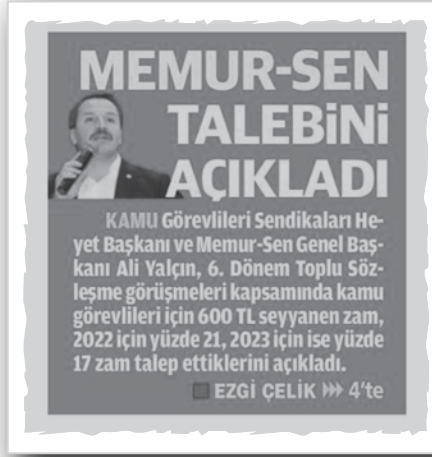 MEMUR-SEN
TALEBİNİ
AÇIKLADI
KAMU Görevlileri Sendikaları He-
yet Başkanı ve Memur-Sen Genel Baş-
kanı Ali Yalçın, 6. Dönem Toplu Söz-
leşme görüşmeleri kapsamında kamu
görevlileri için 600 TL seyyanen zam,
2022 için yüzde 21, 2023 için ise yüzde
17 zam talep ettiklerini açıkladı.
EZGİ ÇELİK 4'te